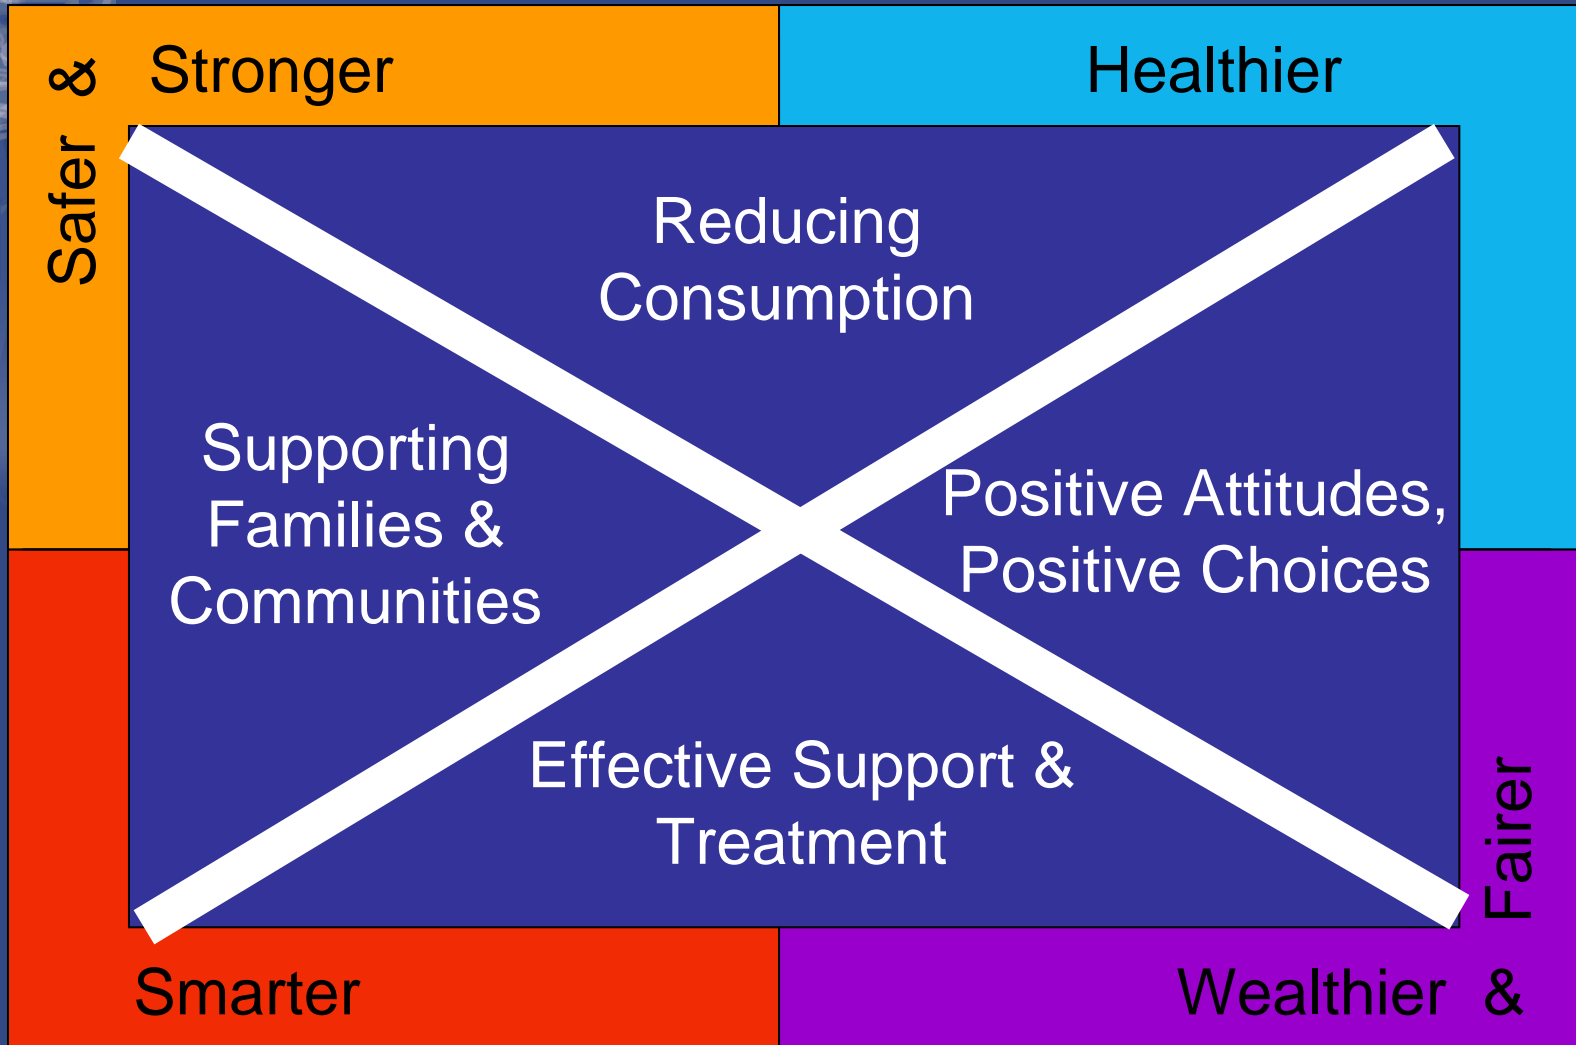 Safer &
Stronger
Healthier
Reducing
Consumption
Supporting
Families &
Communities
Positive Attitudes,
Positive Choices
Effective Support &
Treatment
Smarter
Wealthier &
Fairer